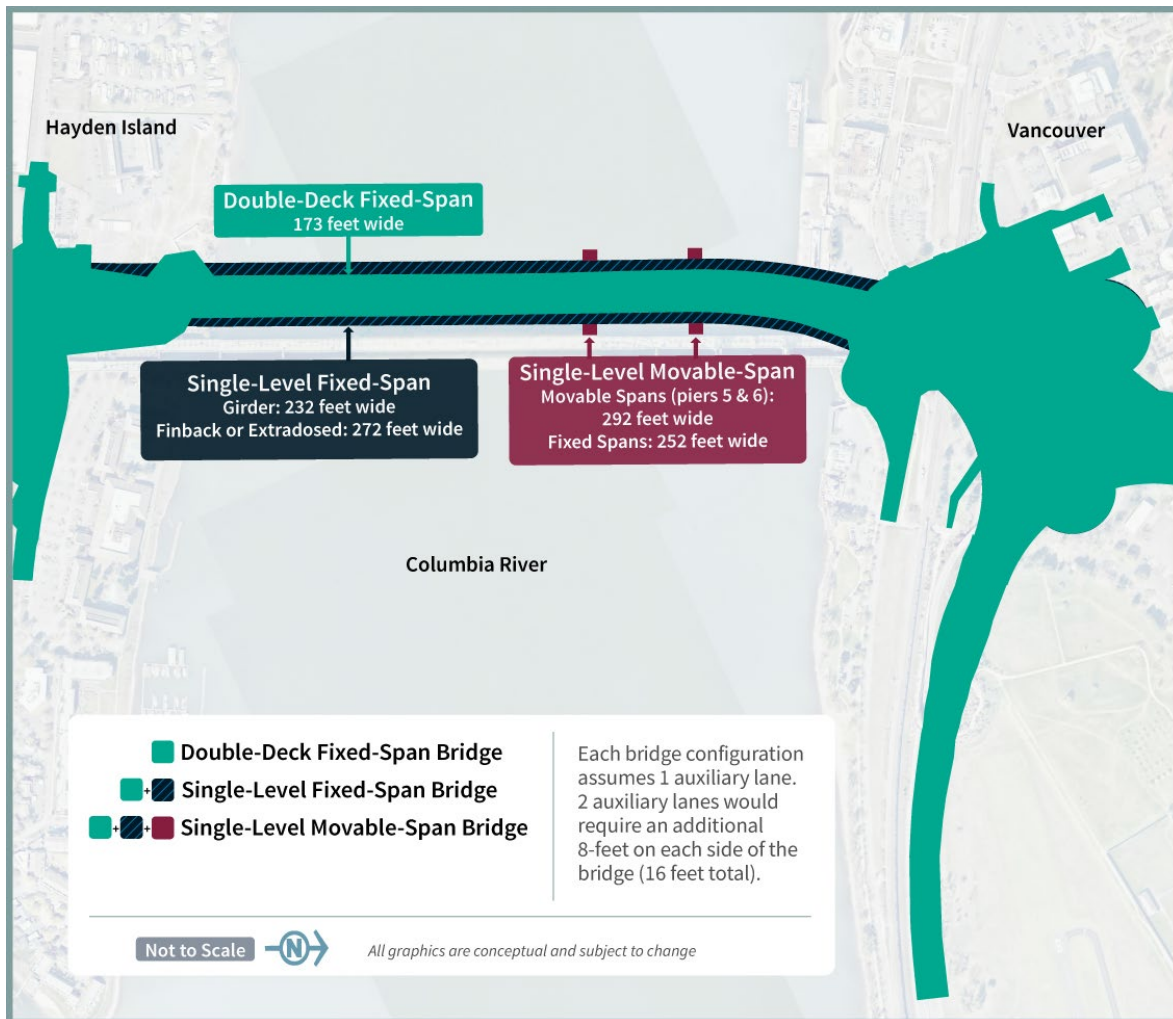 Hayden Island
Vancouver
Double-Deck Fixed-Span
173 feet wide
Single-Level Fixed-Span
Girder: 232 feet wide
Finback or Extradosed: 272 feet wide
Single-Level Movable-Span
Movable Spans (piers 5 & 6):
292 feet wide
Fixed Spans: 252 feet wide
Columbia River
Double-Deck Fixed-Span Bridge
+ Single-Level Fixed-Span Bridge
+ + Single-Level Movable-Span Bridge
Each bridge configuration
assumes 1 auxiliary lane.
2 auxiliary lanes would
require an additional
8-feet on each side of the
bridge (16 feet total).
Not to Scale
N
All graphics are conceptual and subject to change